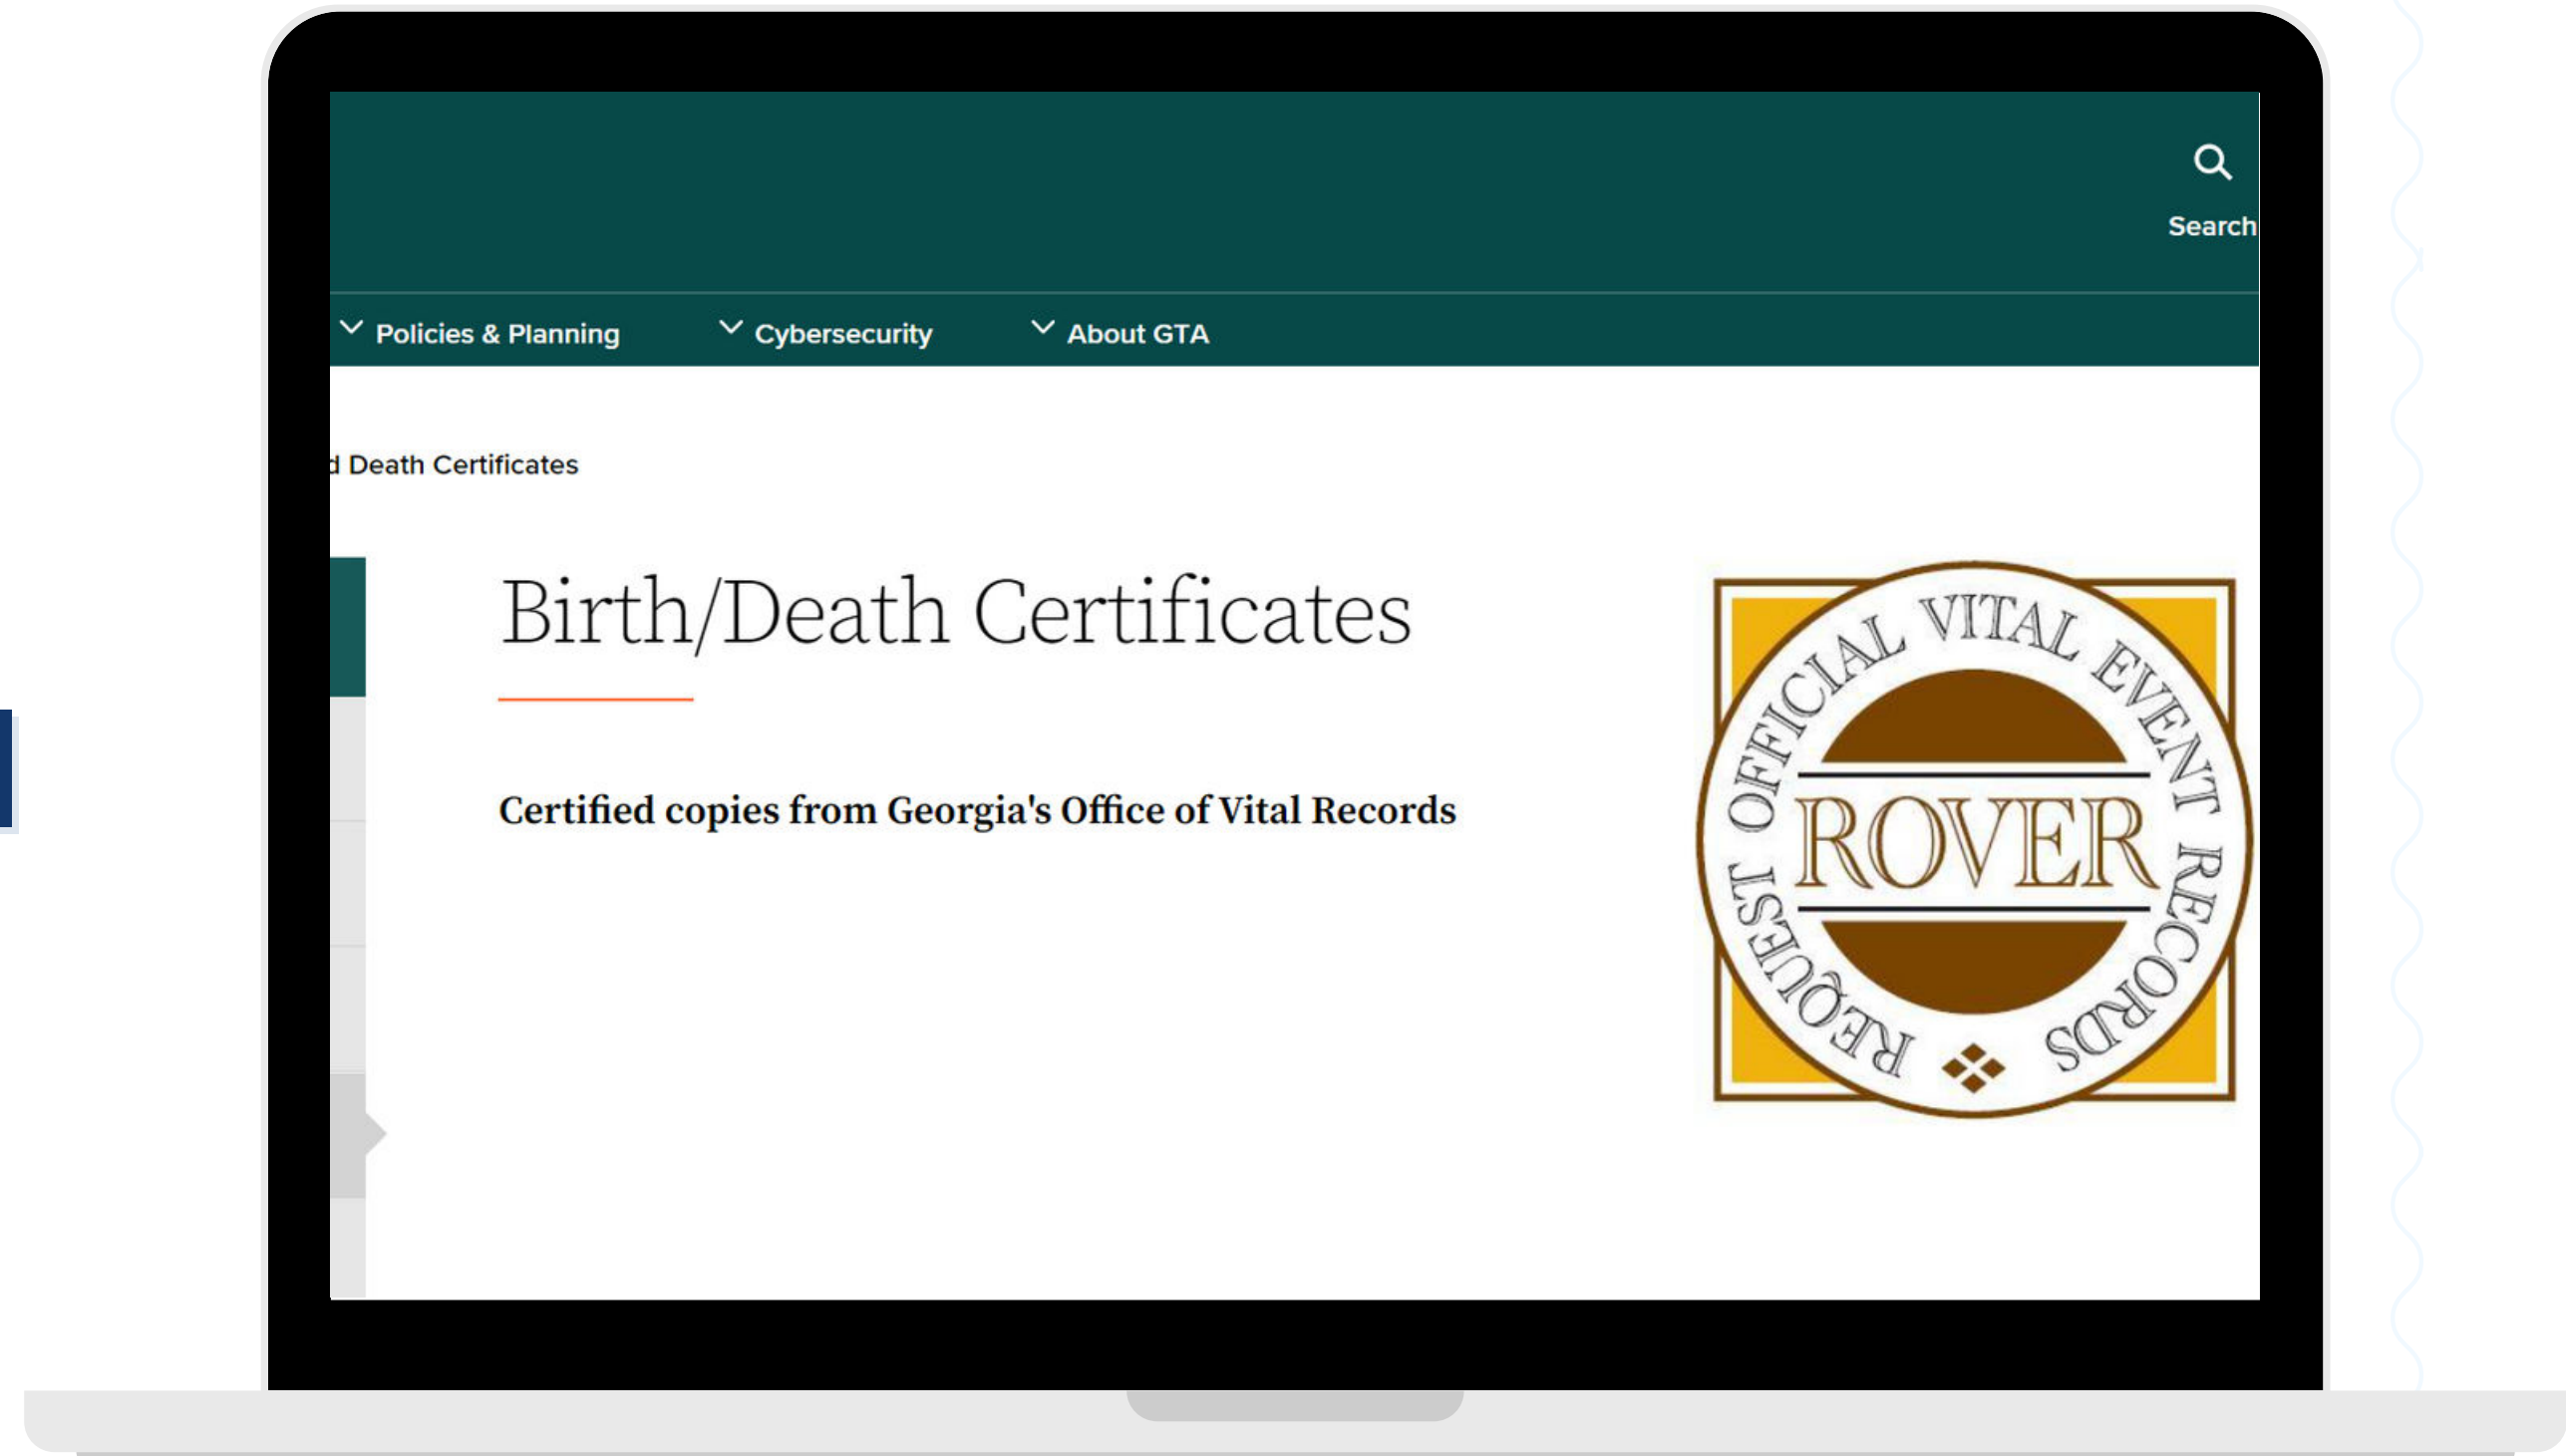 Search
Policies & Planning
Cybersecurity
About GTA
d Death Certificates
Birth/Death Certificates
Certified copies from Georgia's Office of Vital Records
REQUEST OFFICIAL VITAL EVENT RECORDS
ROVER